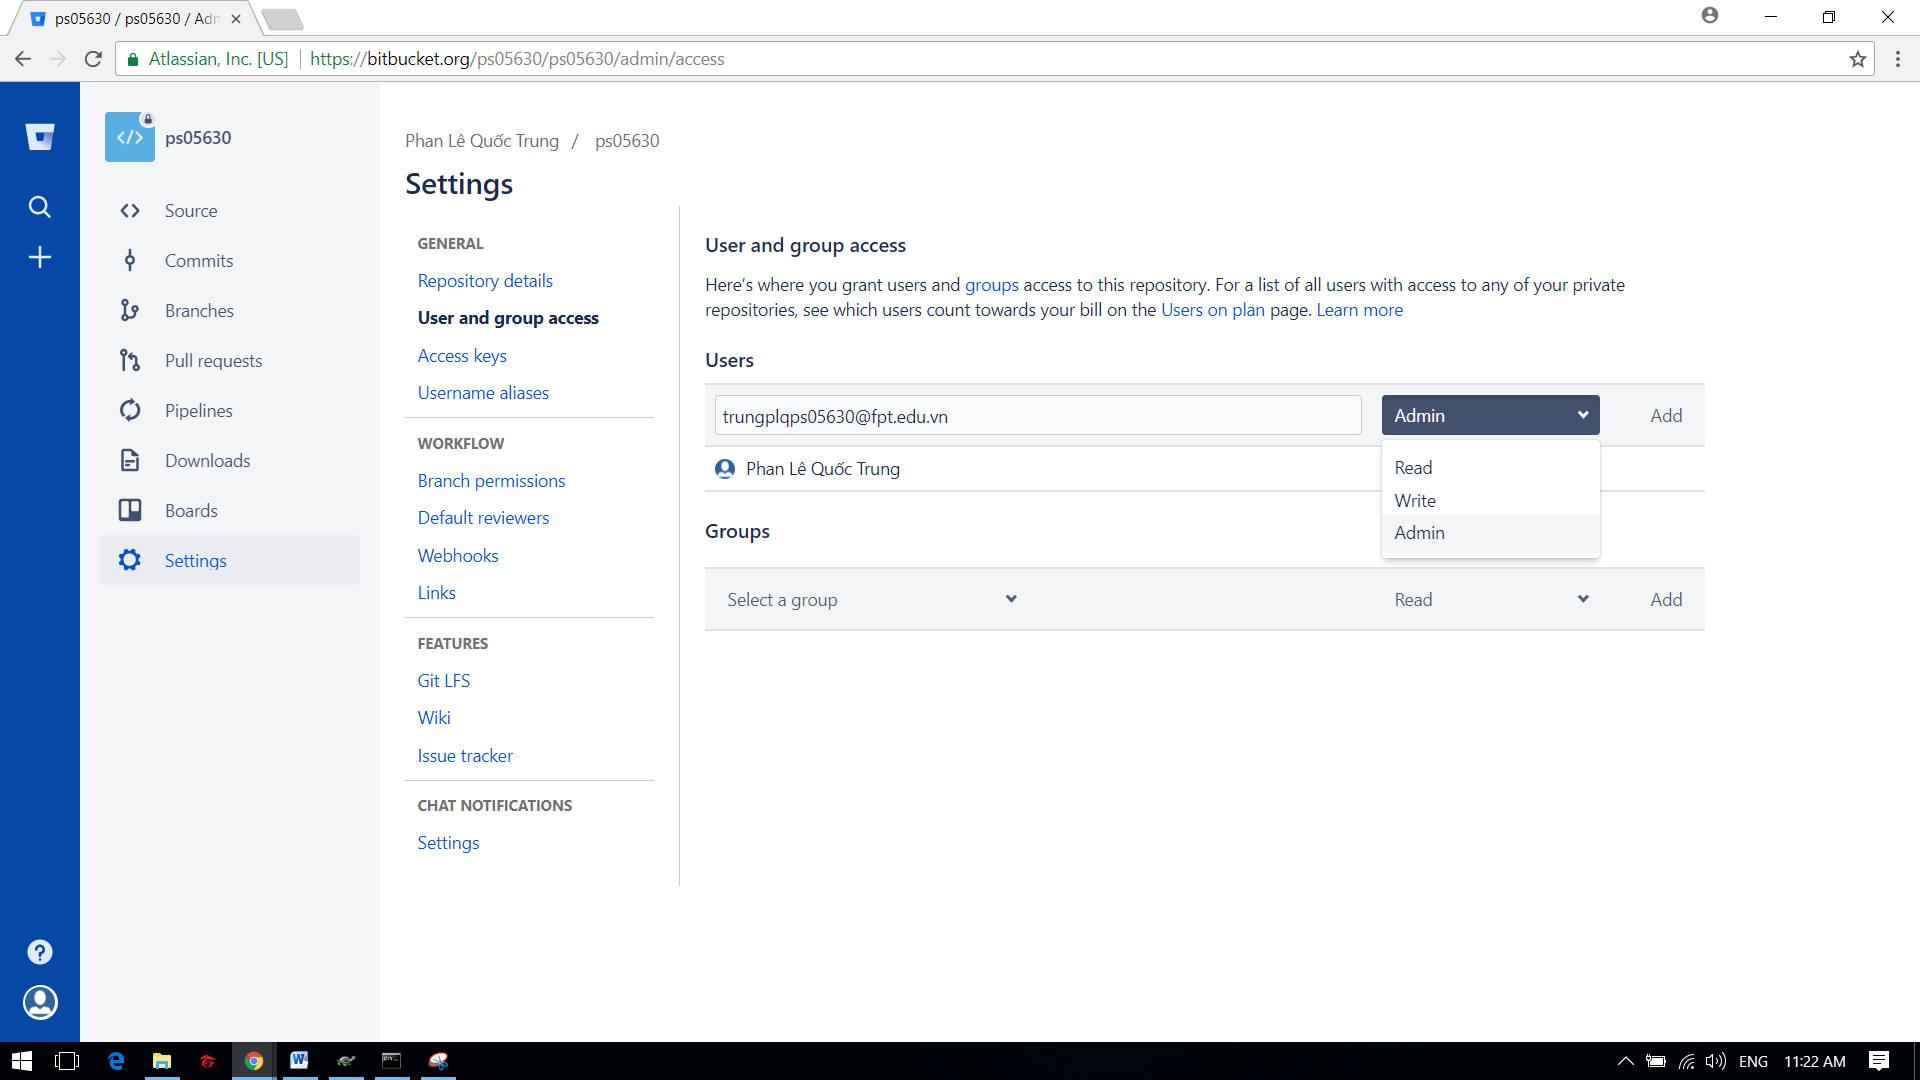 ps05630 / ps05630 / Adn
Atlassian, Inc. [US]
https://bitbucket.org/ps05630/ps05630/admin/access
ps05630
Source
Commits
Branches
Pull requests
Pipelines
Downloads
Boards
Settings
Phan Lê Quốc Trung / ps05630
Settings
GENERAL
Repository details
User and group access
Access keys
Username aliases
WORKFLOW
Branch permissions
Default reviewers
Webhooks
Links
FEATURES
Git LFS
Wiki
Issue tracker
CHAT NOTIFICATIONS
Settings
User and group access
Here's where you grant users and groups access to this repository. For a list of all users with access to any of your private
repositories, see which users count towards your bill on the Users on plan page. Learn more
Users
trungplqps05630@fpt.edu.vn
Admin
Add
Phan Lê Quốc Trung
Read
Write
Admin
Groups
Select a group
Read
Add
ENG
11:22 AM